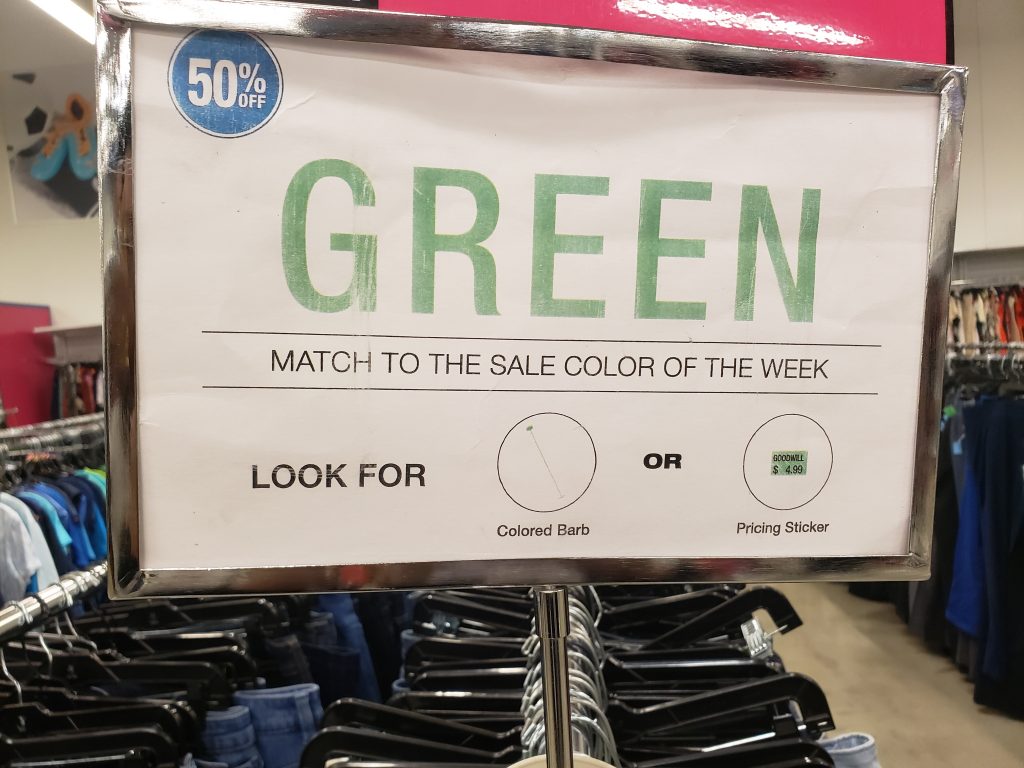 50% OFF
GREEN
MATCH TO THE SALE COLOR OF THE WEEK
LOOK FOR
OR
GOODWILL
$ 4.99
Colored Barb
Pricing Sticker